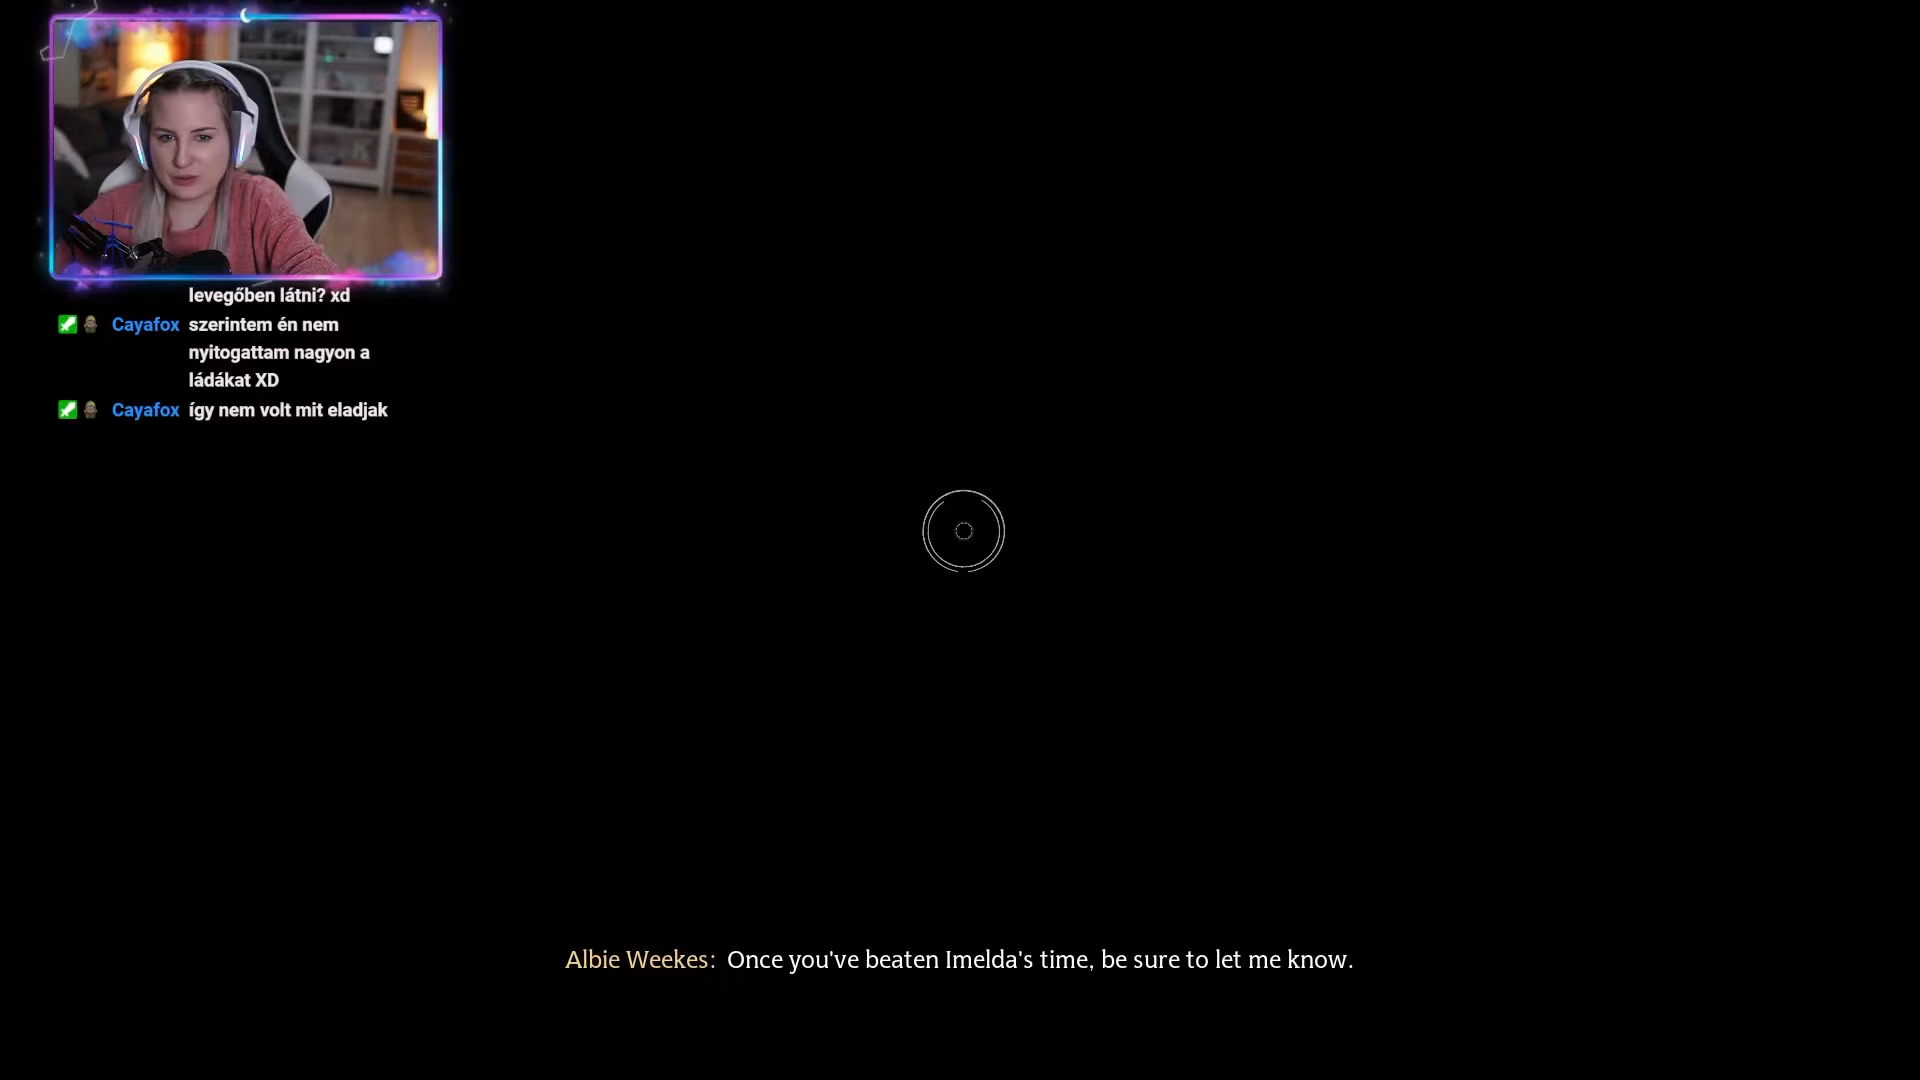 levegőben látni? xd
Cayafox szerintem én nem
nyitogattam nagyon a
ládákat XD
Cayafox így nem volt mit eladjak
Albie Weekes: Once you've beaten Imelda's time, be sure to let me know.